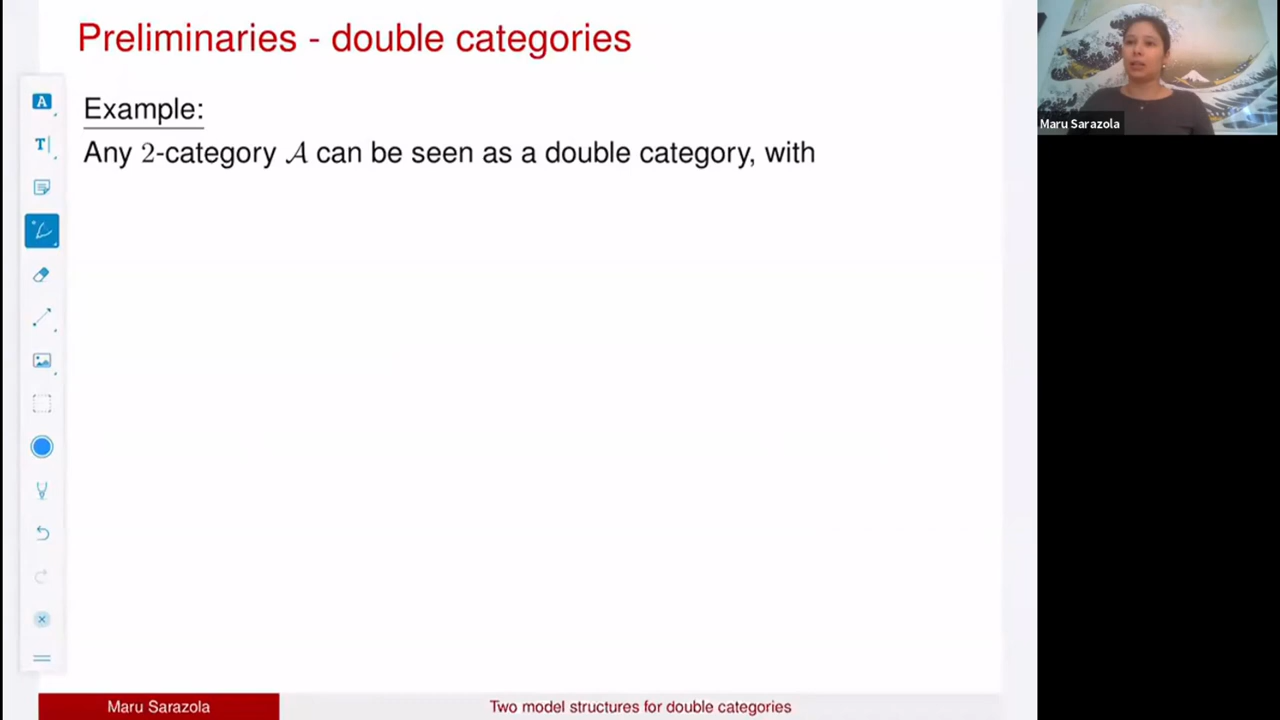 Preliminaries - double categories
Example:
Any 2-category 𝒜 can be seen as a double category, with
A
T
Maru Sarazola
Maru Sarazola
Two model structures for double categories